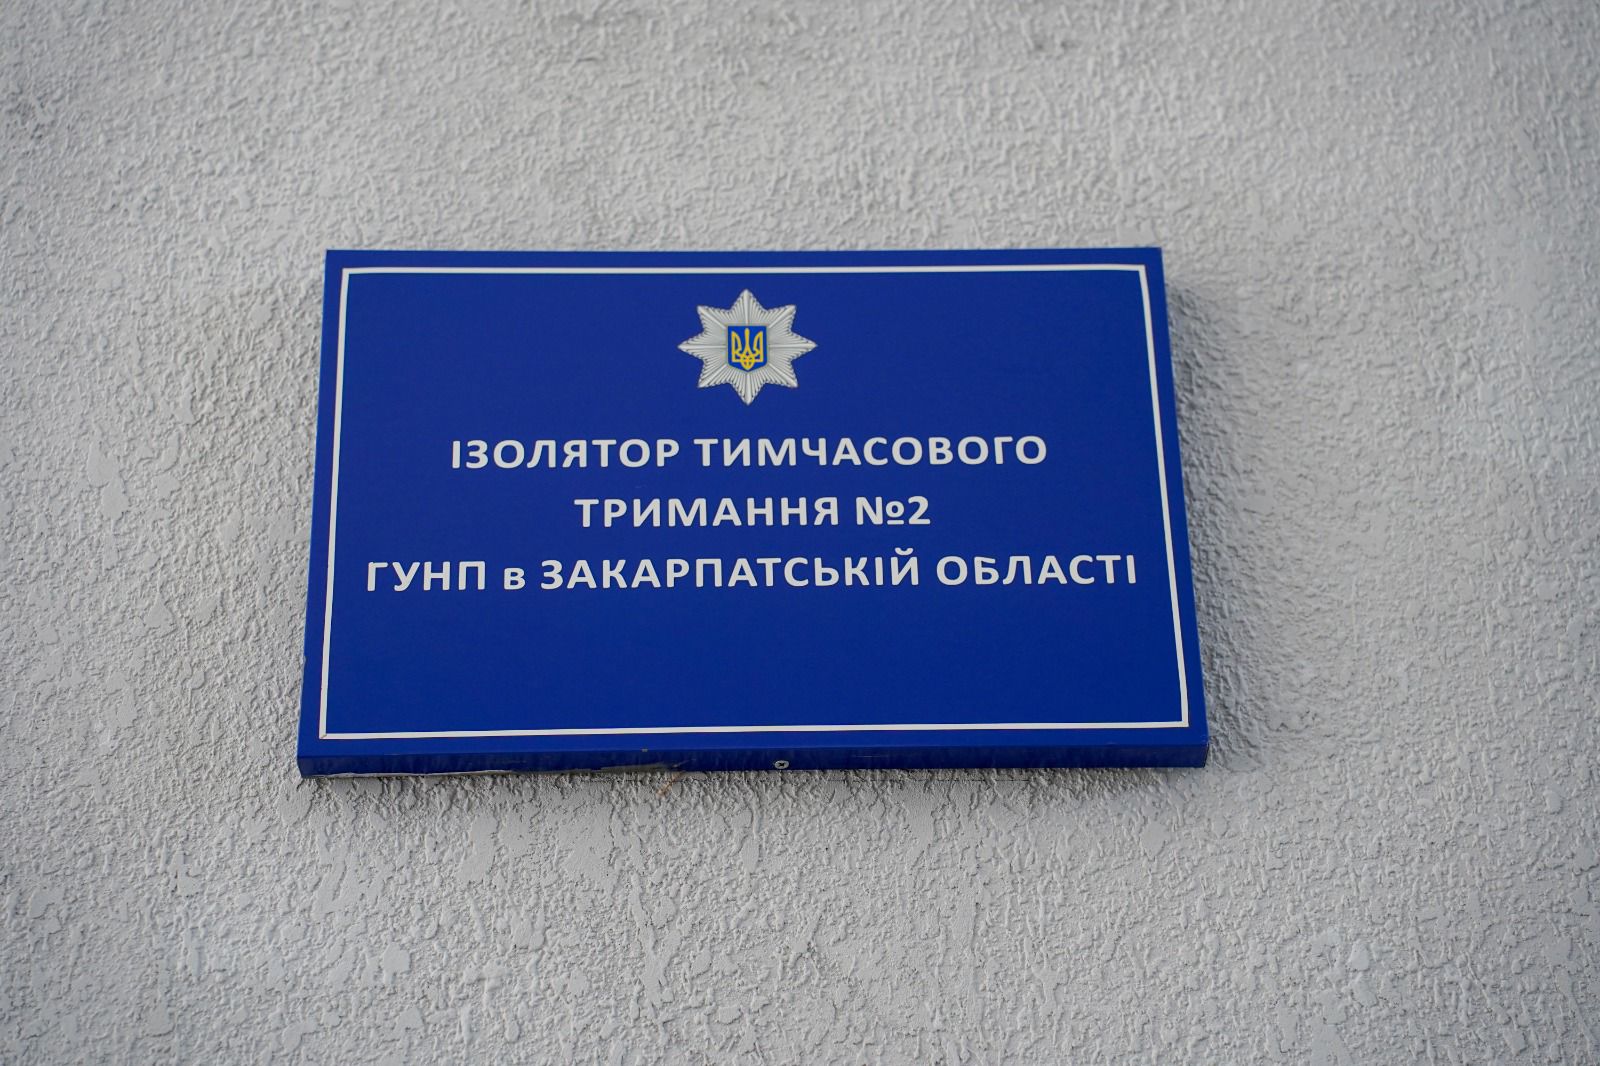 ІЗОЛЯТОР ТИМЧАСОВОГО
ТРИМАННЯ №2
ГУНП в ЗАКАРПАТСЬКІЙ ОБЛАСТІ